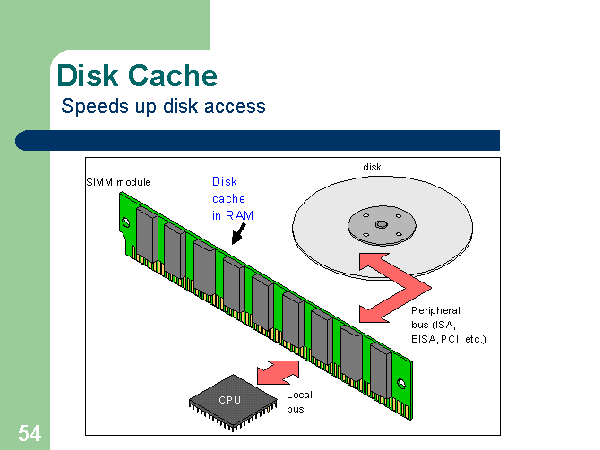 Disk Cache
Speeds up disk access
disk
SIMM module
Disk
cache
in RAM
Peripheral
bus (ISA,
EISA, PCI, etc.)
Local
bus
CPU
54